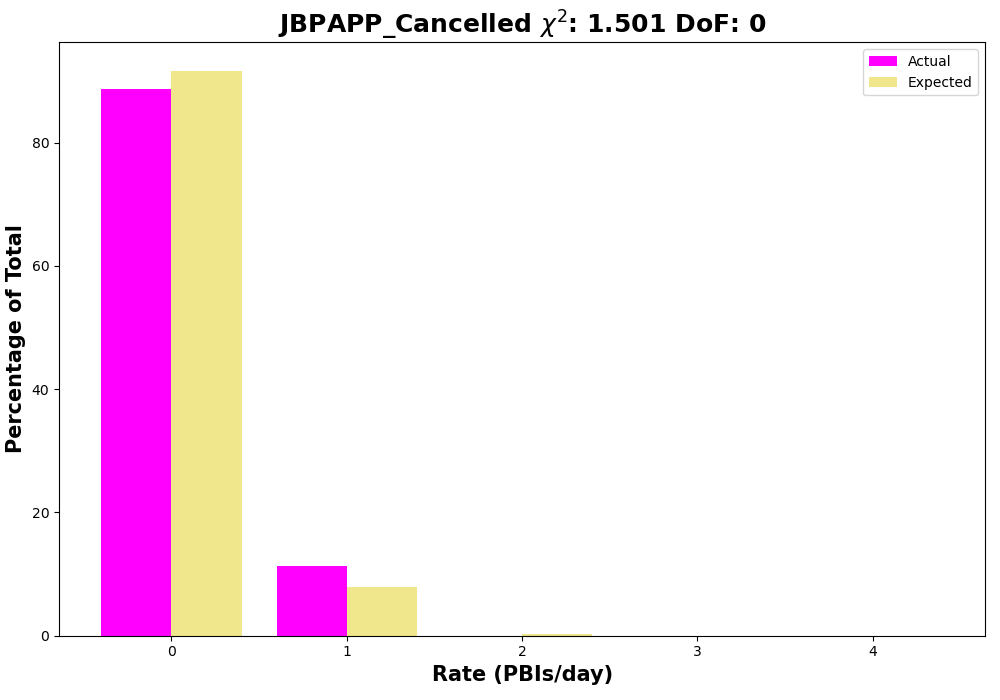 JBPAPP_Cancelled χ²: 1.501 DoF: 0
Actual
Expected
Percentage of Total
80
60
40
20
0
0 1 2 3 4
Rate (PBIs/day)